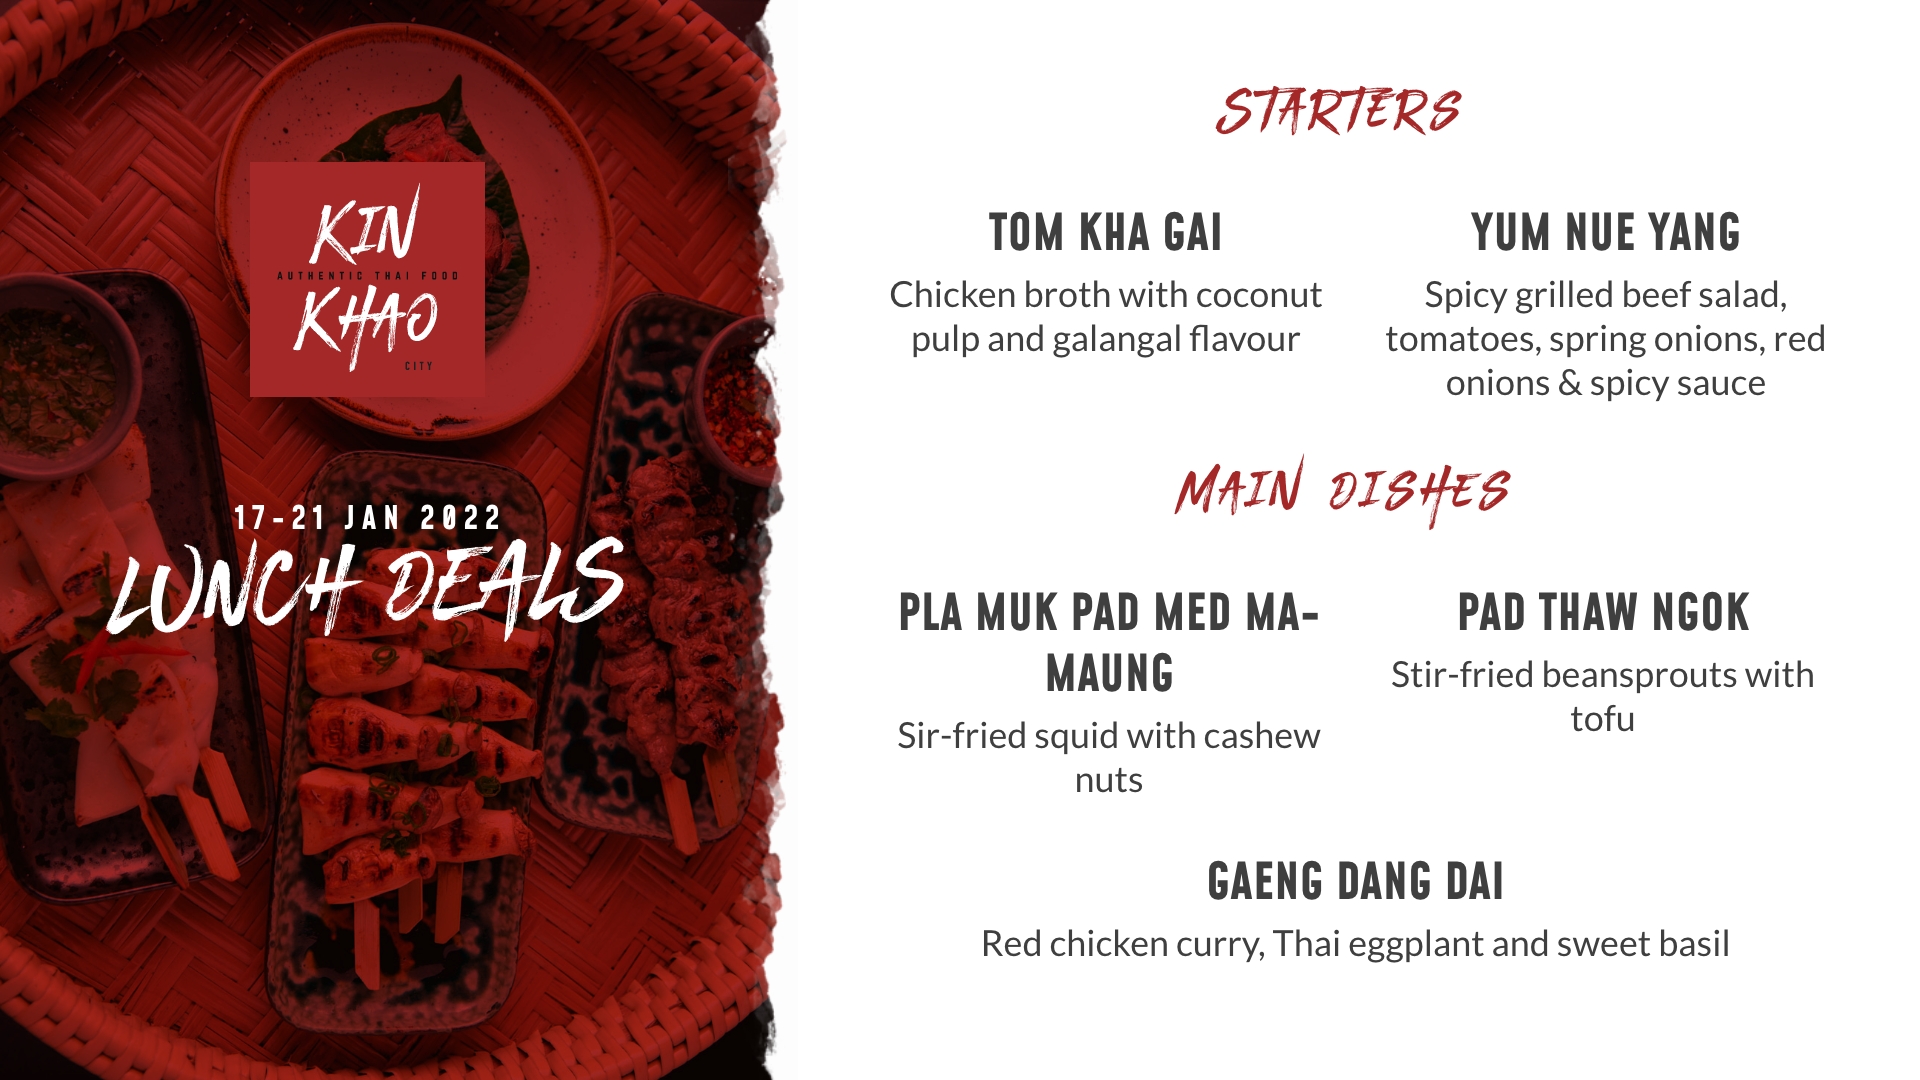 KIN
AUTHENTIC THAI FOOD
KHAO
CITY
17-21 JAN 2022
LUNCH DEALS
STARTERS
TOM KHA GAI
Chicken broth with coconut
pulp and galangal flavour
YUM NUE YANG
Spicy grilled beef salad,
tomatoes, spring onions, red
onions & spicy sauce
MAIN DISHES
PLA MUK PAD MED MA-
MAUNG
Sir-fried squid with cashew
nuts
PAD THAW NGOK
Stir-fried beansprouts with
tofu
GAENG DANG DAI
Red chicken curry, Thai eggplant and sweet basil